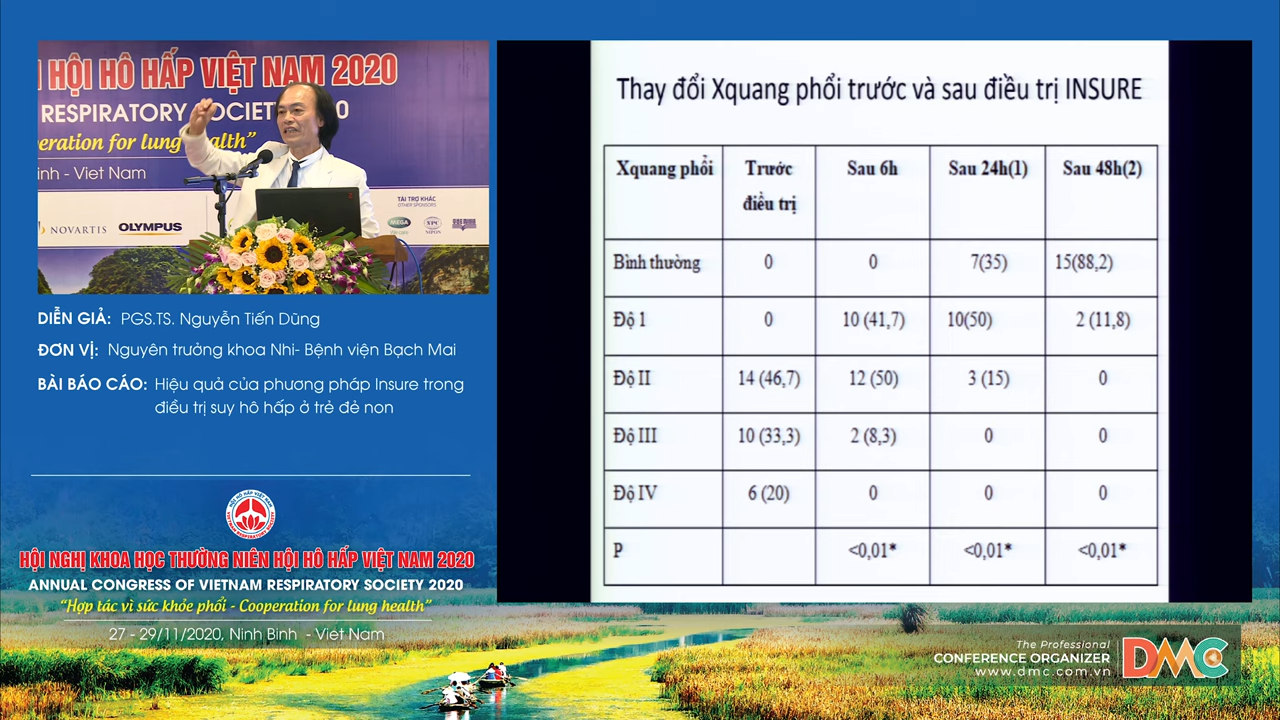 HỘI HÔ HẤP VIỆT NAM 2020
RESPIRATORY SOCIETY 2020
eration for lung health”
inh - Viet Nam
TÀI TRỢ KHÁC
OTHER SPONSORS
NOVARTIS
OLYMPUS
MEGA
We care
NIPON
DIỄN GIẢ: PGS.TS. Nguyễn Tiến Dũng
ĐƠN VỊ: Nguyên trưởng khoa Nhi- Bệnh viện Bạch Mai
BÀI BÁO CÁO: Hiệu quả của phương pháp Insure trong
điều trị suy hô hấp ở trẻ đẻ non
HỘI NGHỊ KHOA HỌC THƯỜNG NIÊN HỘI HÔ HẤP VIỆT NAM 2020
ANNUAL CONGRESS OF VIETNAM RESPIRATORY SOCIETY 2020
“Hợp tác vì sức khỏe phổi - Cooperation for lung health”
27 - 29/11/2020, Ninh Bình - Viet Nam
Thay đổi Xquang phổi trước và sau điều trị INSURE
Xquang phổi Trước điều trị Sau 6h Sau 24h(1) Sau 48h(2)
Bình thường 0 0 7(35) 15(88,2)
Độ 1 0 10 (41,7) 10(50) 2 (11,8)
Độ II 14 (46,7) 12 (50) 3 (15) 0
Độ III 10 (33,3) 2 (8,3) 0 0
Độ IV 6 (20) 0 0 0
P <0,01* <0,01* <0,01*
The Professional
CONFERENCE ORGANIZER
www.dmc.com.vn
DMC